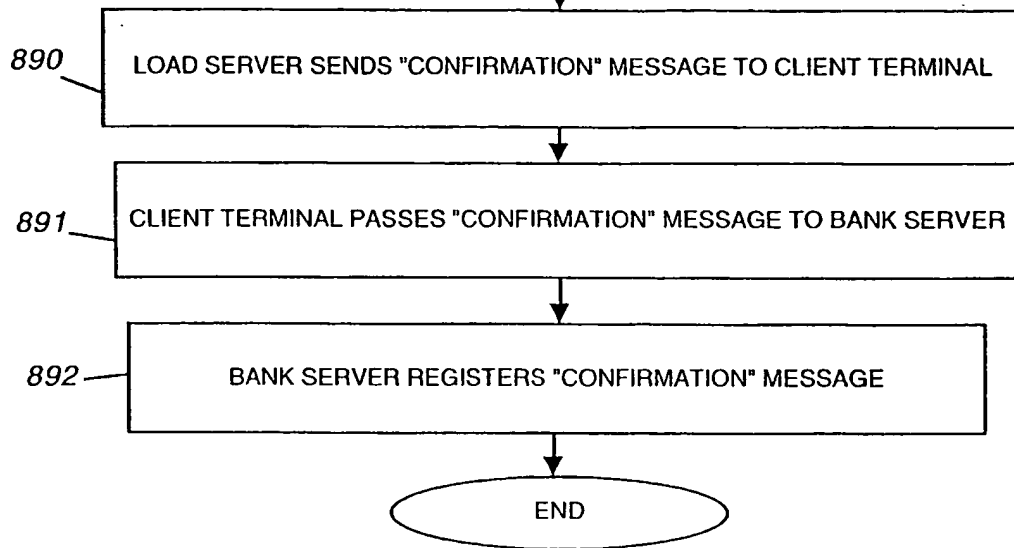 890
LOAD SERVER SENDS "CONFIRMATION" MESSAGE TO CLIENT TERMINAL
891
CLIENT TERMINAL PASSES "CONFIRMATION" MESSAGE TO BANK SERVER
892
BANK SERVER REGISTERS "CONFIRMATION" MESSAGE
END